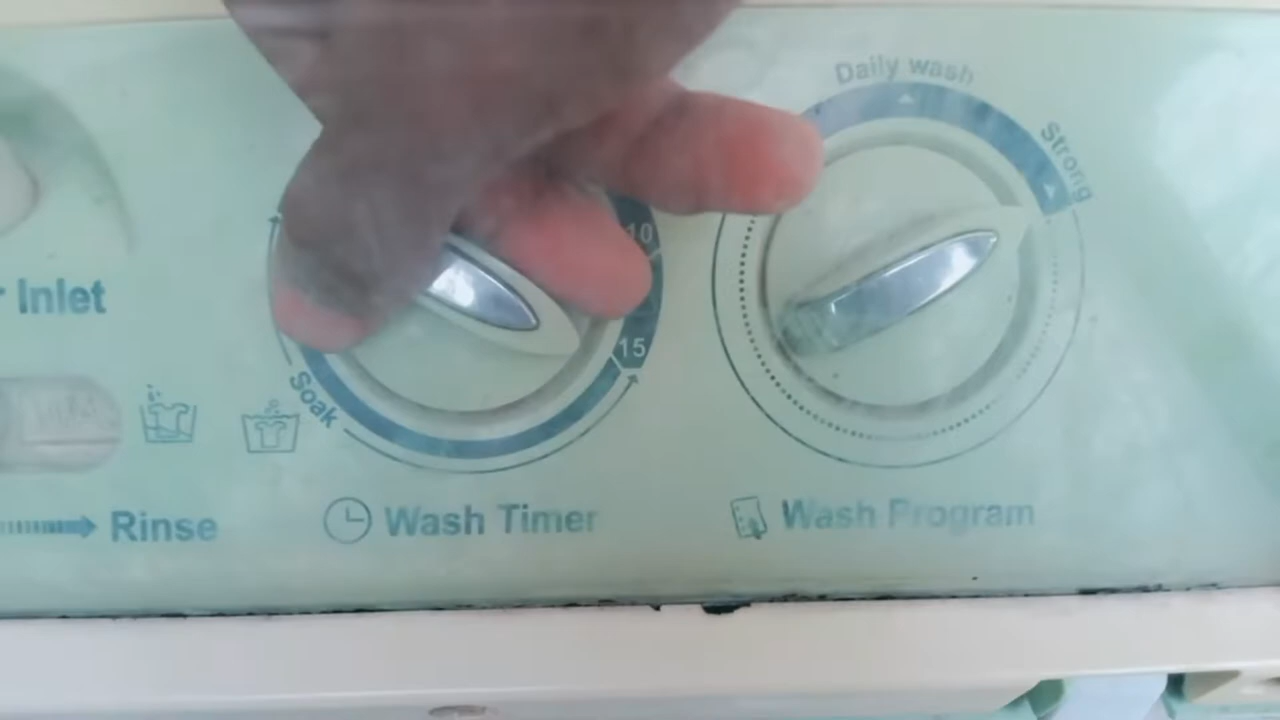 Daily wash
Strong
10
15
Inlet
Soak
Rinse
Wash Timer
Wash Program